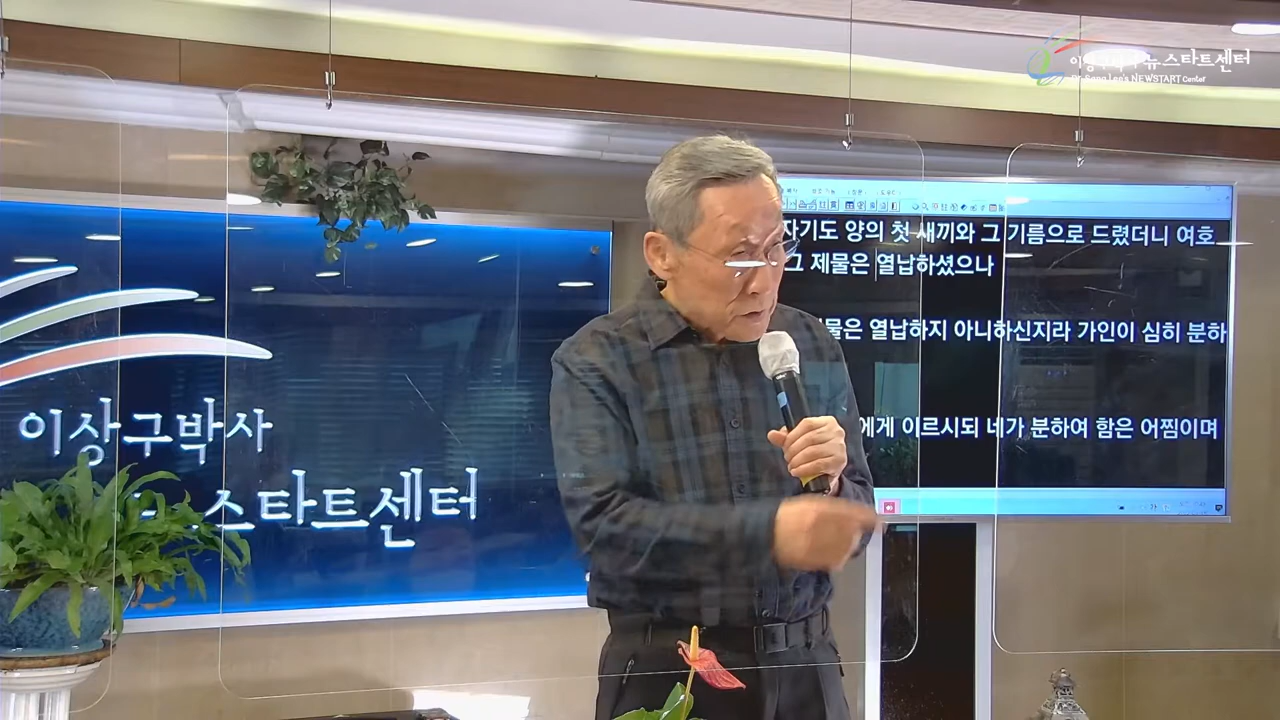 이상구박사 뉴스타트센터
Dr. Sang Lee's NEWSTART Center
자기도 양의 첫 새끼와 그 기름으로 드렸더니 여호
그 제물은 열납하셨으나
제물은 열납하지 아니하신지라 가인이 심히 분하
에게 이르시되 네가 분하여 함은 어찜이며
이상구박사
스타트센터